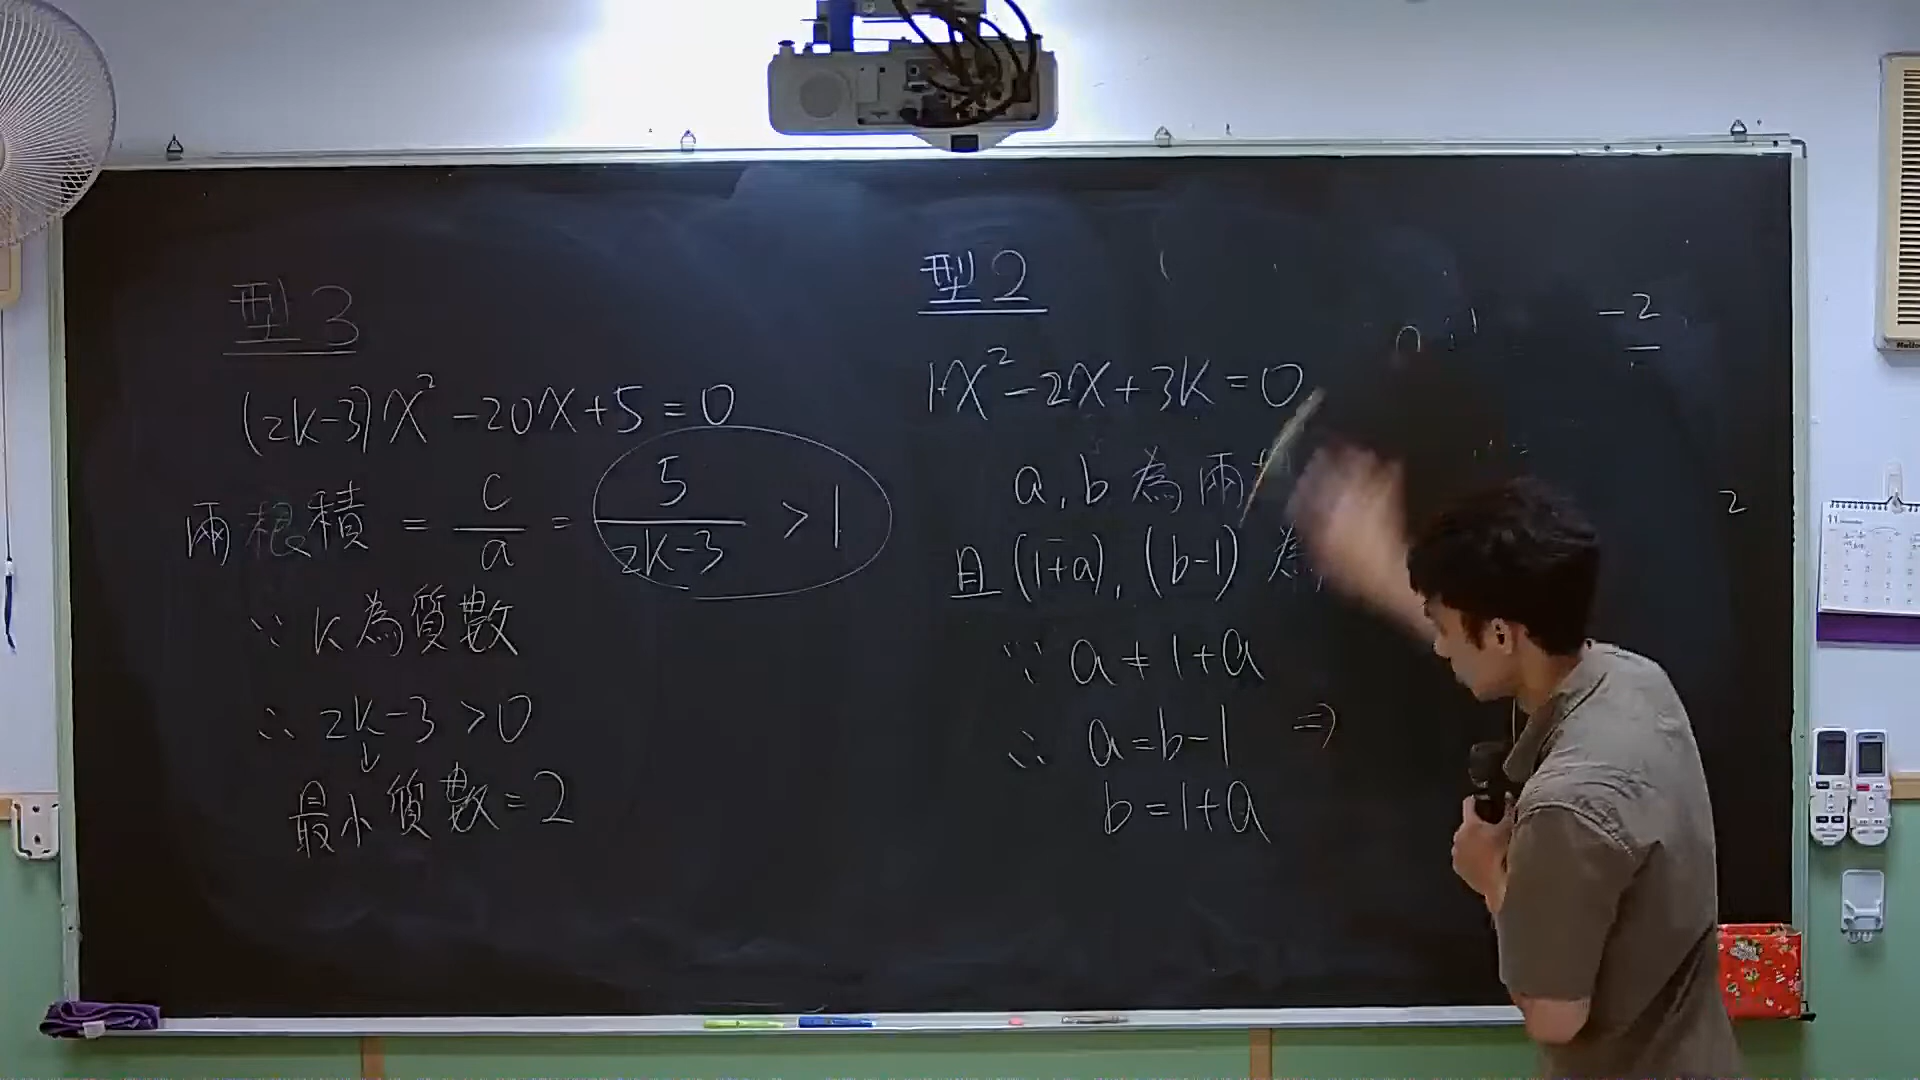 型3
(2k-3)x²-20x+5=0
兩根積 = c/a = 5/(2k-3) > 1
∵ k為質數
∴ 2k-3 > 0
↓
最小質數=2
型2
1x²-2x+3k=0
a,b 為兩
且(1+a),(b-1) 為
∵ a≠1+a
∴ a=b-1 ⇒
b=1+a
-2
2
11